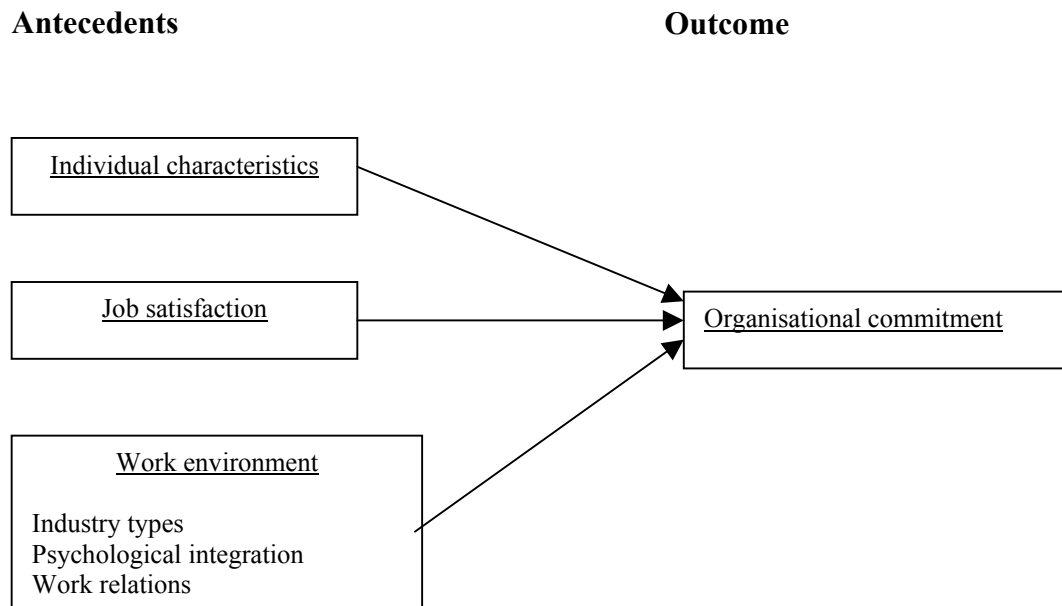 Antecedents
Outcome
Individual characteristics
Job satisfaction
Organisational commitment
Work environment
Industry types
Psychological integration
Work relations